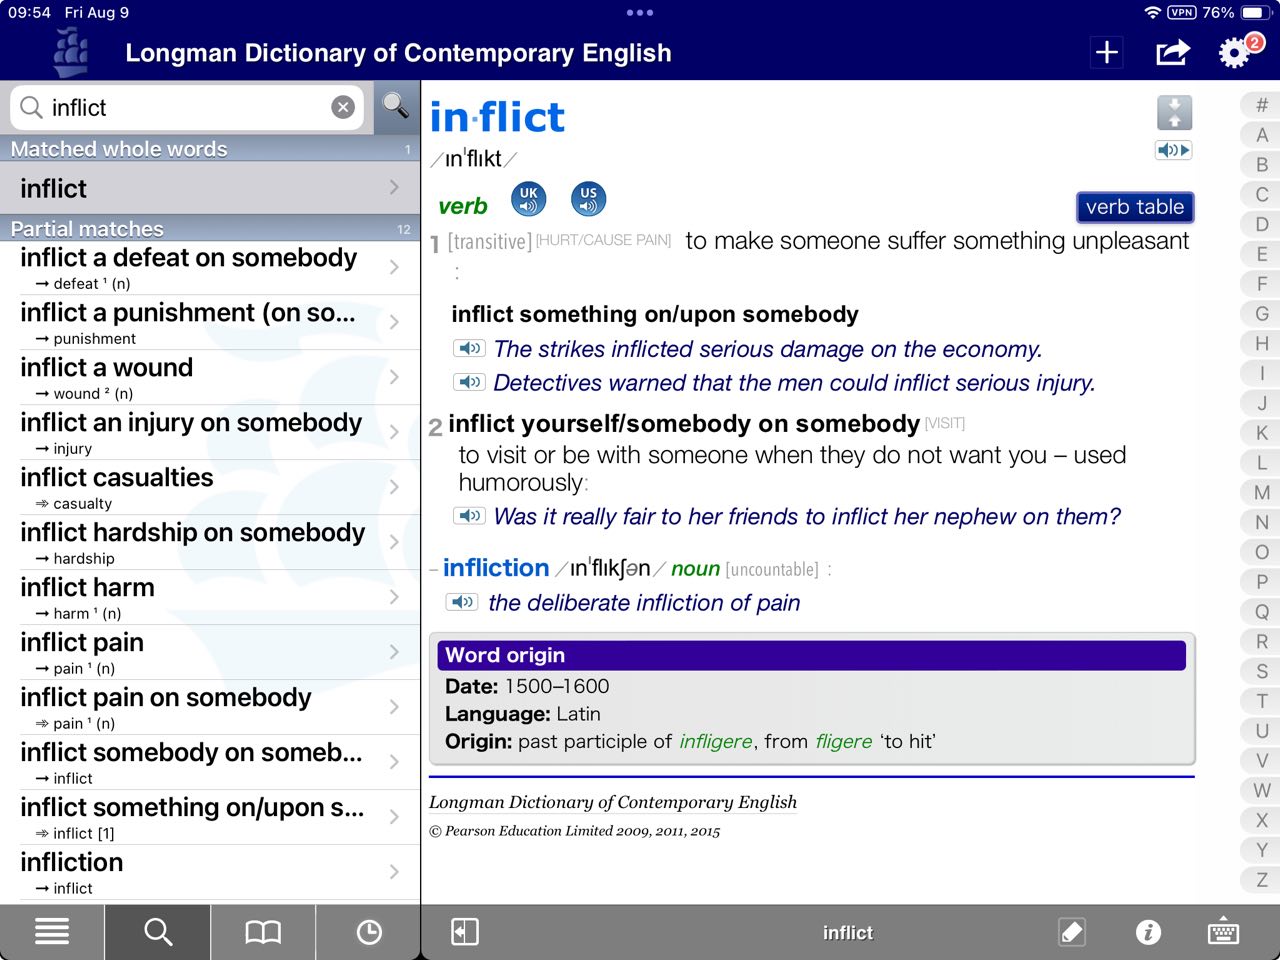 09:54 Fri Aug 9
VPN 76%
Longman Dictionary of Contemporary English
2
inflict
Matched whole words 1
inflict
Partial matches 12
inflict a defeat on somebody
→ defeat ¹ (n)
inflict a punishment (on so...
→ punishment
inflict a wound
→ wound ² (n)
inflict an injury on somebody
→ injury
inflict casualties
⇒ casualty
inflict hardship on somebody
→ hardship
inflict harm
→ harm ¹ (n)
inflict pain
→ pain ¹ (n)
inflict pain on somebody
⇒ pain ¹ (n)
inflict somebody on someb...
→ inflict
inflict something on/upon s...
⇒ inflict [1]
infliction
→ inflict
in·flict
/ɪnˈflɪkt/
verb UK US
verb table
1 [transitive] [HURT/CAUSE PAIN] to make someone suffer something unpleasant
:
inflict something on/upon somebody
The strikes inflicted serious damage on the economy.
Detectives warned that the men could inflict serious injury.
2 inflict yourself/somebody on somebody [VISIT]
to visit or be with someone when they do not want you – used
humorously:
Was it really fair to her friends to inflict her nephew on them?
– infliction /ɪnˈflɪkʃən/ noun [uncountable] :
the deliberate infliction of pain
Word origin
Date: 1500–1600
Language: Latin
Origin: past participle of infligere, from fligere ‘to hit’
Longman Dictionary of Contemporary English
© Pearson Education Limited 2009, 2011, 2015
#
A
B
C
D
E
F
G
H
I
J
K
L
M
N
O
P
Q
R
S
T
U
V
W
X
Y
Z
inflict